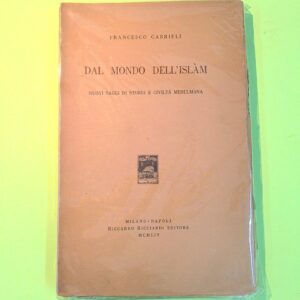 FRANCESCO GABRIELI
DAL MONDO DELL'ISLÀM
NUOVI SAGGI DI STORIA E CIVILTÀ MUSULMANA
MILANO-NAPOLI
RICCARDO RICCIARDI EDITORE
MCMLIV